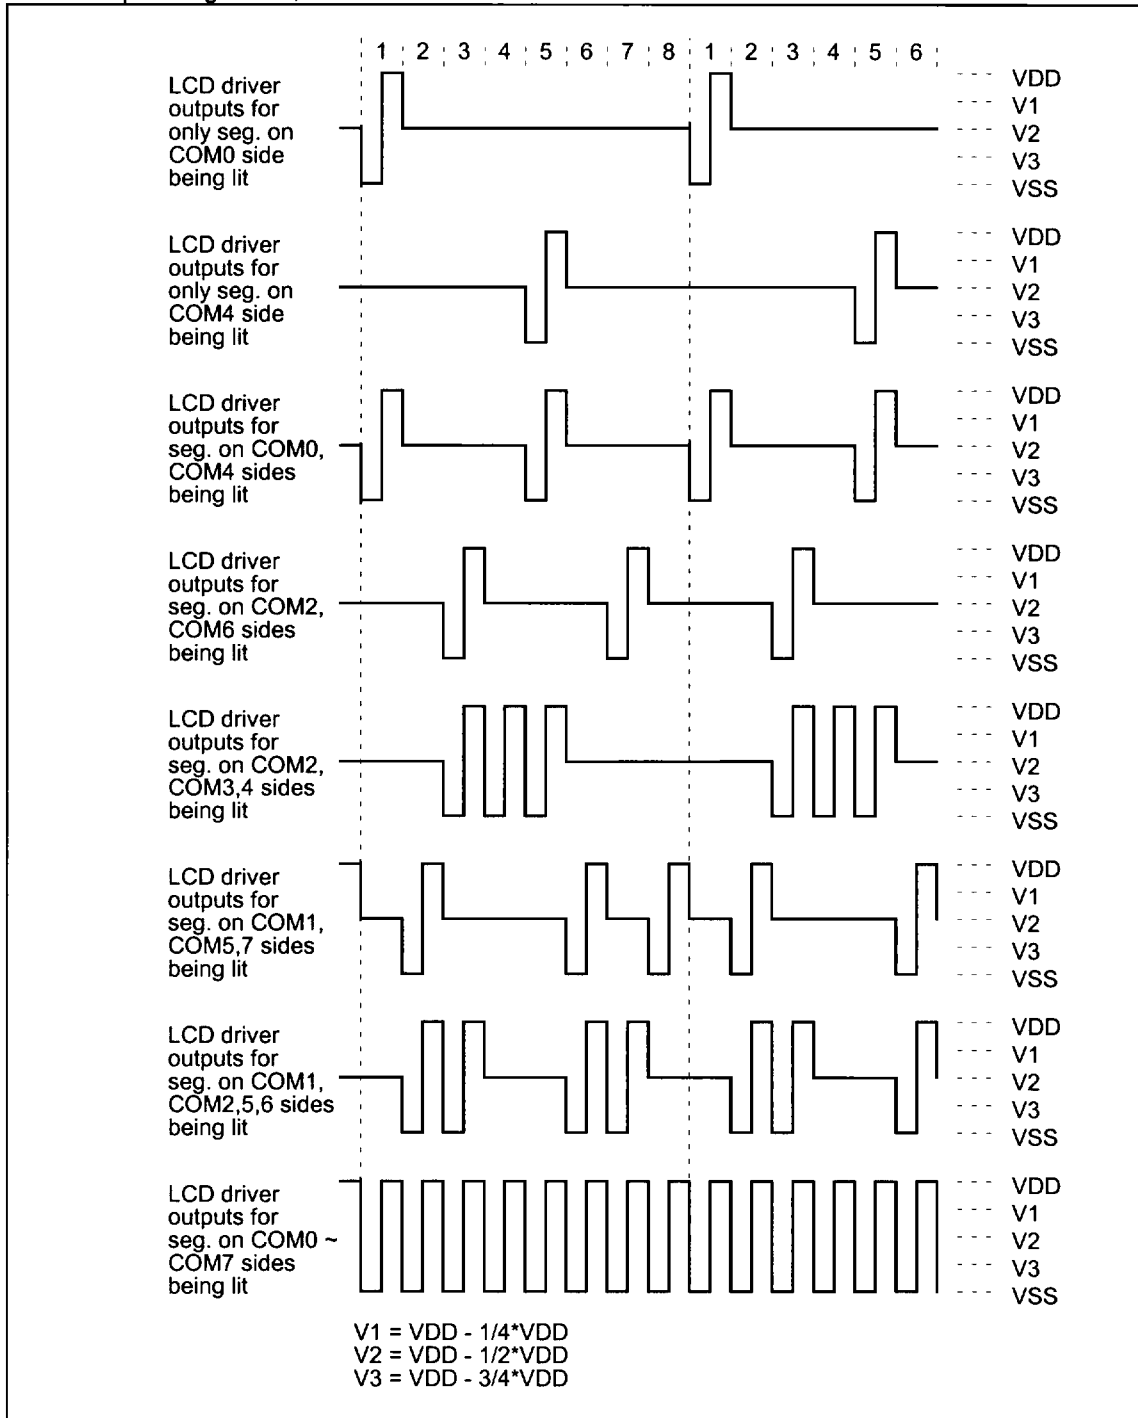 1 2 3 4 5 6 7 8 1 2 3 4 5 6
LCD driver
outputs for
only seg. on
COM0 side
being lit
VDD
V1
V2
V3
VSS
LCD driver
outputs for
only seg. on
COM4 side
being lit
VDD
V1
V2
V3
VSS
LCD driver
outputs for
seg. on COM0,
COM4 sides
being lit
VDD
V1
V2
V3
VSS
LCD driver
outputs for
seg. on COM2,
COM6 sides
being lit
VDD
V1
V2
V3
VSS
LCD driver
outputs for
seg. on COM2,
COM3,4 sides
being lit
VDD
V1
V2
V3
VSS
LCD driver
outputs for
seg. on COM1,
COM5,7 sides
being lit
VDD
V1
V2
V3
VSS
LCD driver
outputs for
seg. on COM1,
COM2,5,6 sides
being lit
VDD
V1
V2
V3
VSS
LCD driver
outputs for
seg. on COM0 ~
COM7 sides
being lit
VDD
V1
V2
V3
VSS
V1 = VDD - 1/4*VDD
V2 = VDD - 1/2*VDD
V3 = VDD - 3/4*VDD